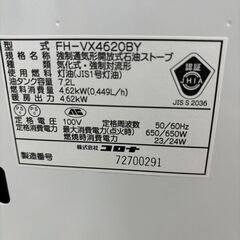 型式 FH-VX4620BY
種類 強制通気形開放式石油ストーブ
気化式・強制対流形
使用燃料 灯油(JIS1号灯油)
油タンク容量 7.2L
燃料消費量 4.62kW(0.449L/h)
暖房出力 4.62kW
認証
JHIA
JIS S 2036
定格電圧 100V 定格周波数 50/60Hz
最大消費電力(点火時) 650/650W
定格消費電力 23/24W
株式会社 コロナ
製造番号 72700291